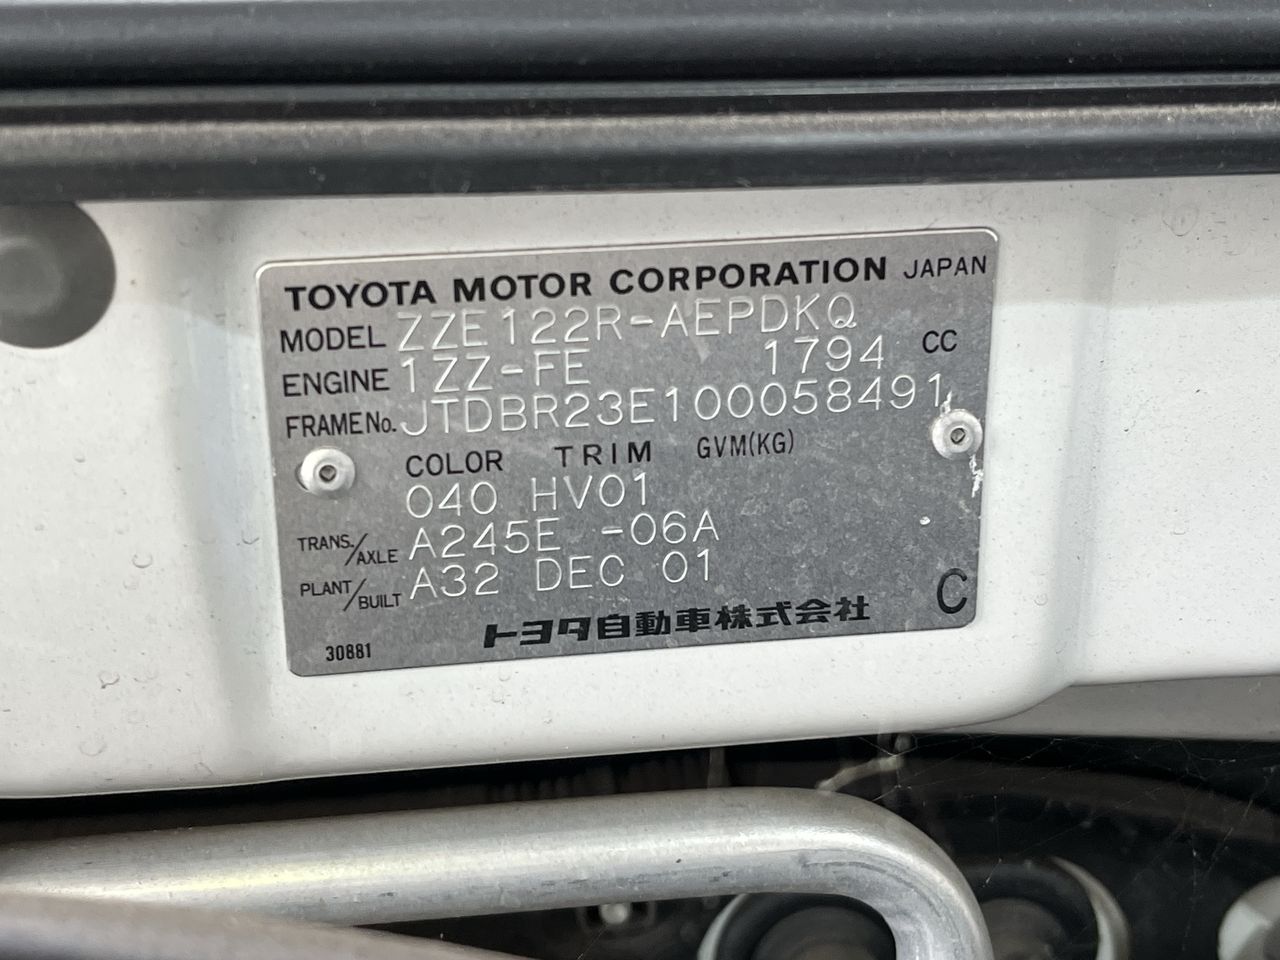 TOYOTA MOTOR CORPORATION JAPAN
MODEL ZZE122R-AEPDKQ
ENGINE 1ZZ-FE 1794 CC
FRAME No. JTDBR23E100058491
COLOR TRIM GVM(KG)
040 HV01
TRANS./AXLE A245E -06A
PLANT/BUILT A32 DEC 01
トヨタ自動車株式会社 C
30881